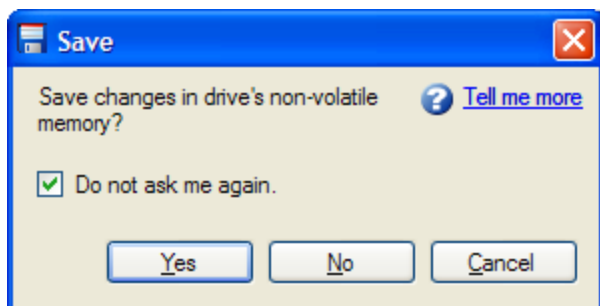 Save
Save changes in drive's non-volatile
memory?
Tell me more
Do not ask me again.
Yes
No
Cancel